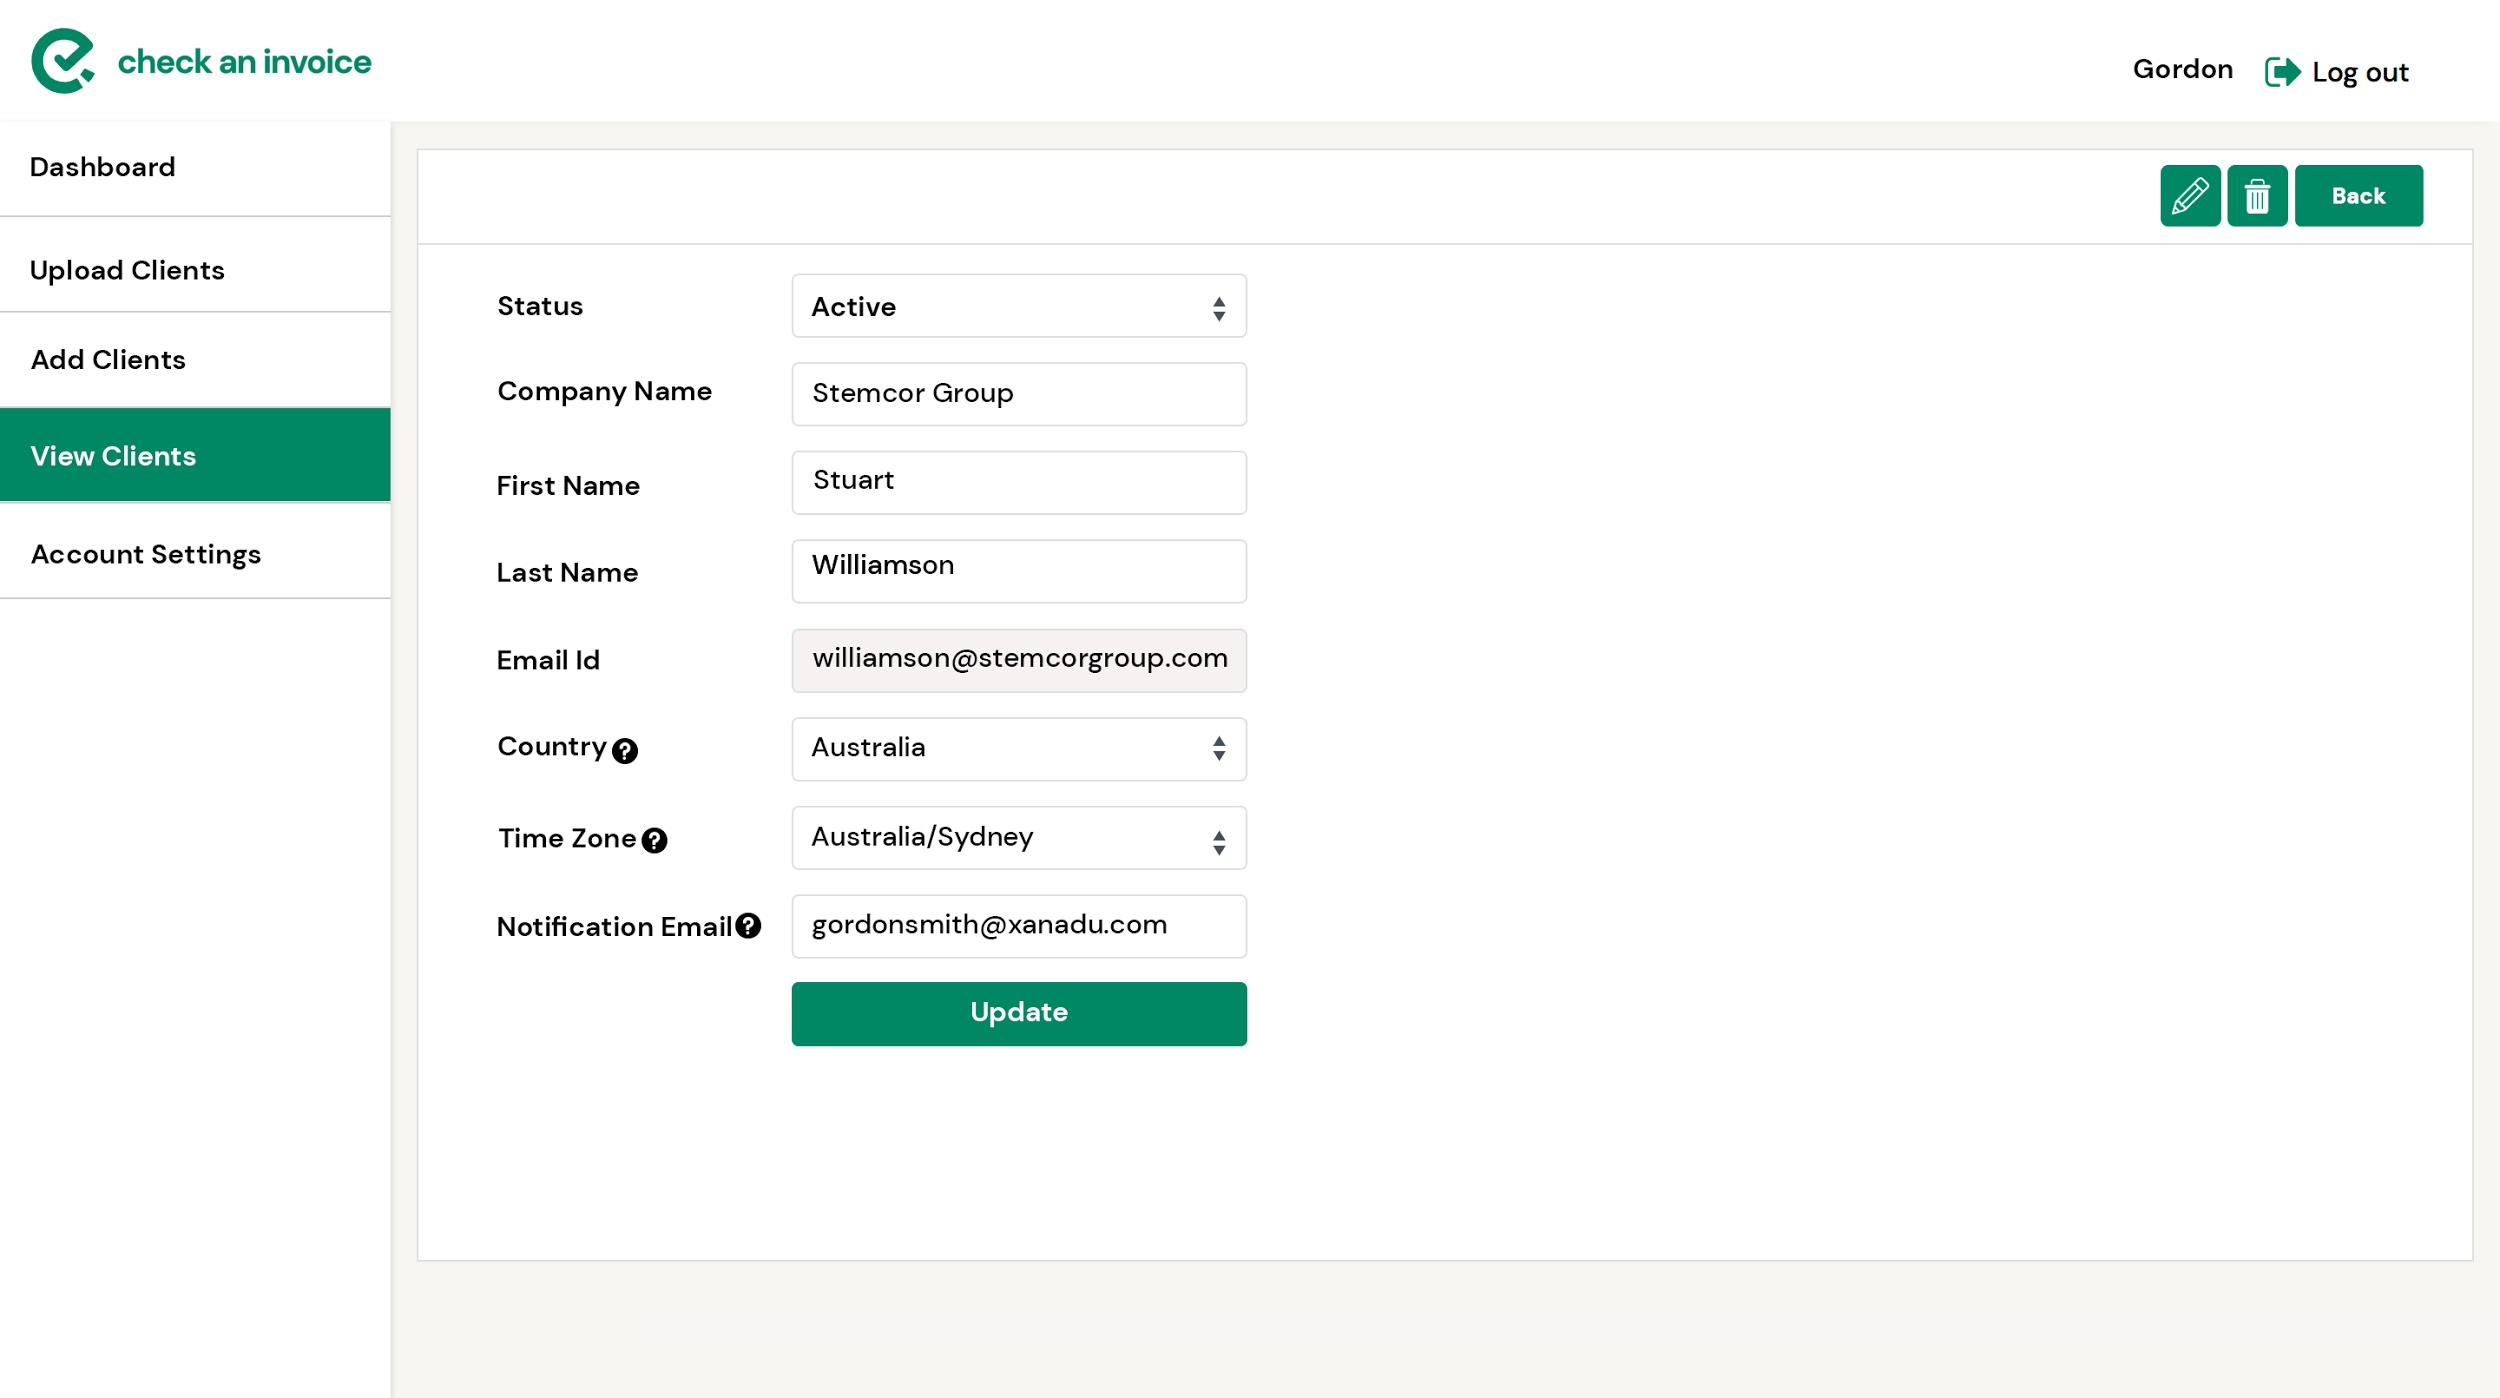 check an invoice
Gordon
Log out
Dashboard
Upload Clients
Add Clients
View Clients
Account Settings
Back
Status
Active
Company Name
Stemcor Group
First Name
Stuart
Last Name
Williamson
Email Id
williamson@stemcorgroup.com
Country ?
Australia
Time Zone ?
Australia/Sydney
Notification Email ?
gordonsmith@xanadu.com
Update